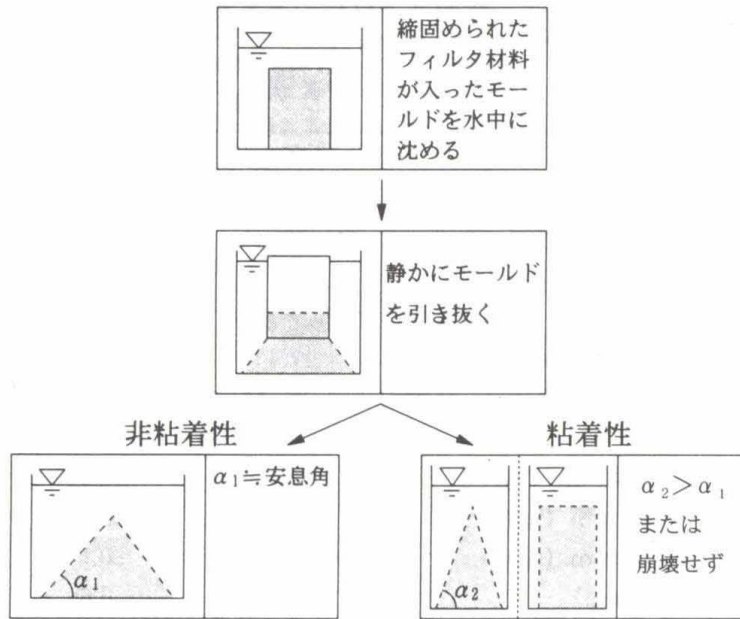 締固められた
フィルタ材料
が入ったモー
ルドを水中に
沈める
静かにモールド
を引き抜く
非粘着性
粘着性
α₁≒安息角
α₁
α₂
α₂＞α₁
または
崩壊せず